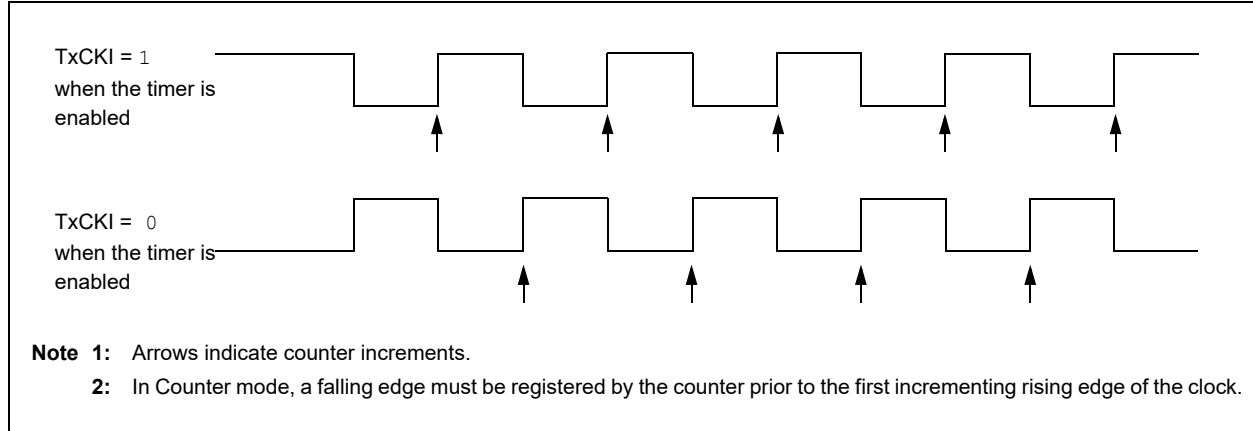 TxCKI = 1
when the timer is
enabled
TxCKI = 0
when the timer is
enabled
Note 1: Arrows indicate counter increments.
2: In Counter mode, a falling edge must be registered by the counter prior to the first incrementing rising edge of the clock.